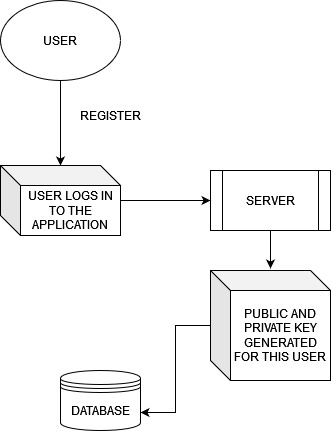 USER
REGISTER
USER LOGS IN
TO THE
APPLICATION
SERVER
PUBLIC AND
PRIVATE KEY
GENERATED
FOR THIS USER
DATABASE